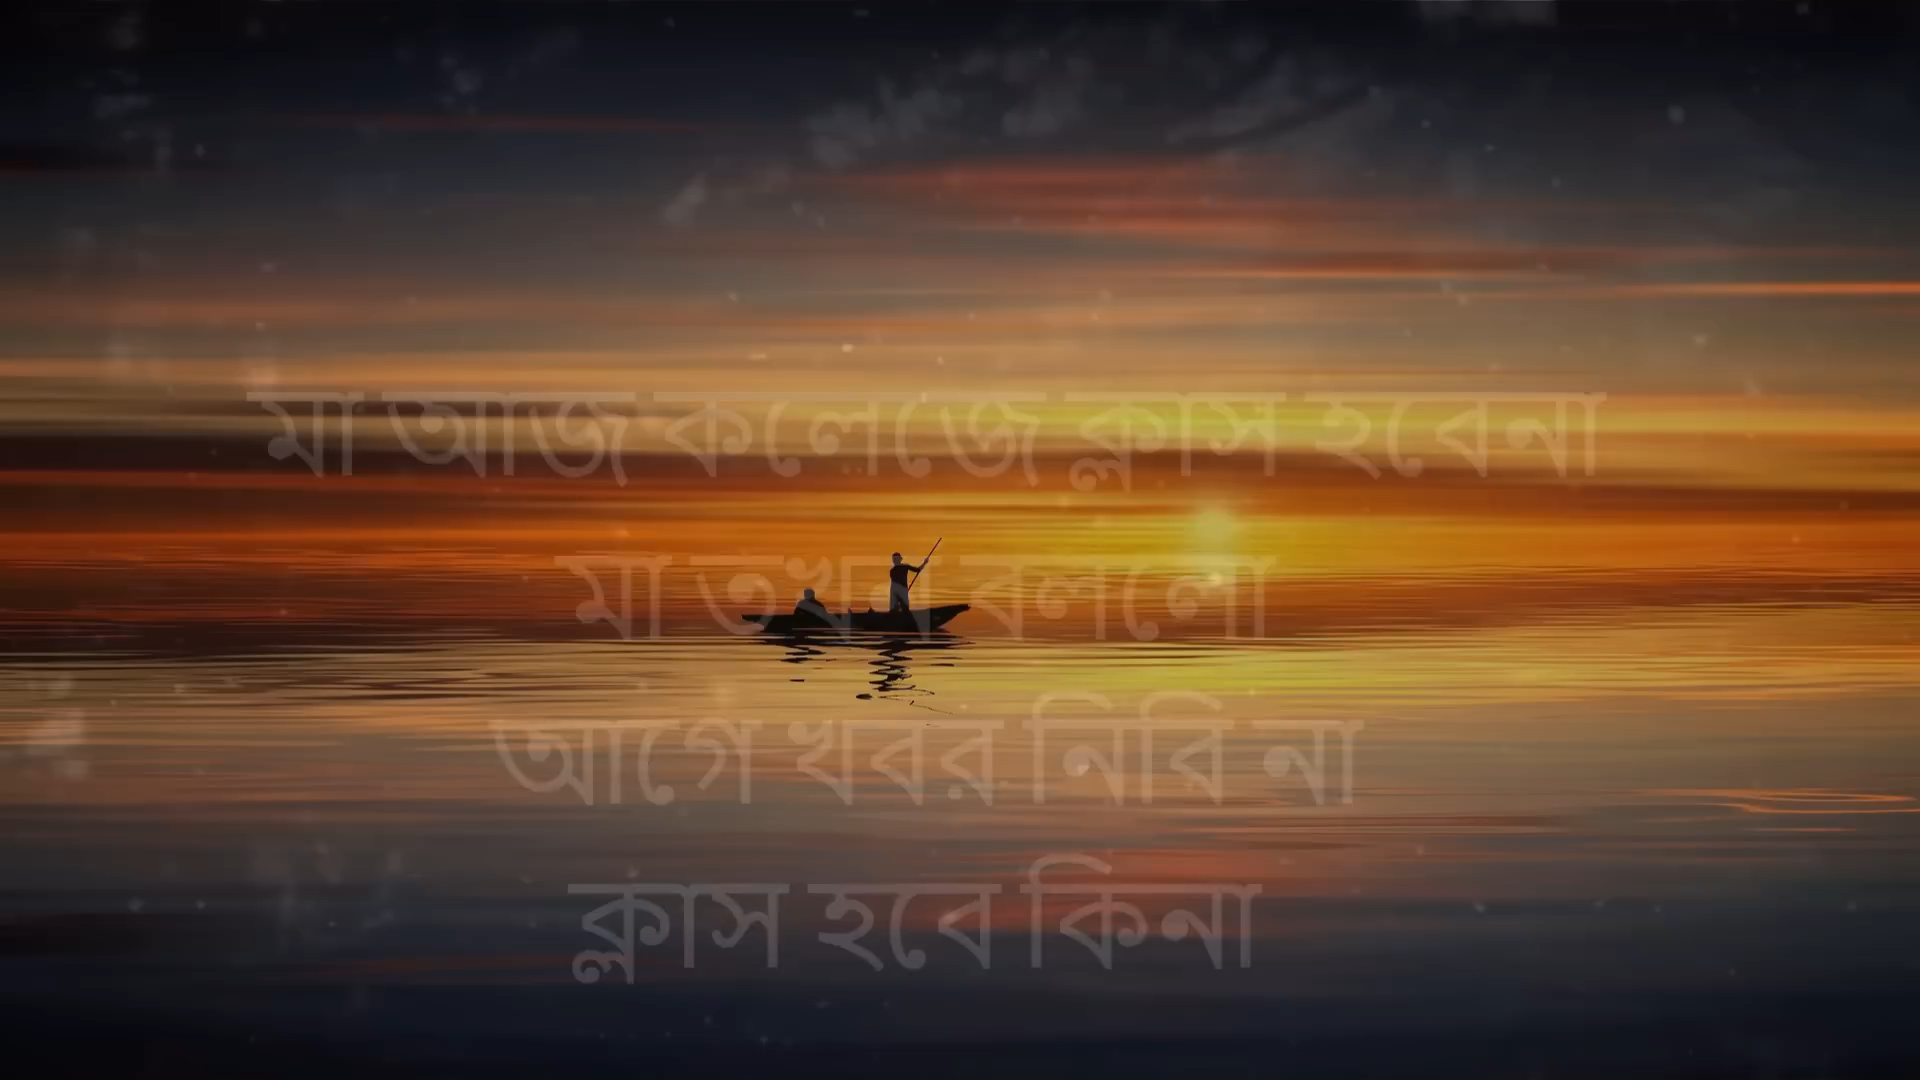 মা আজ কলেজে ক্লাস হবেনা
মা তখন বললো
আগে খবর নিবি না
ক্লাস হবে কিনা